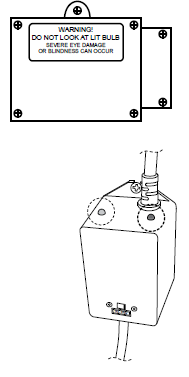 WARNING!
DO NOT LOOK AT LIT BULB
SEVERE EYE DAMAGE
OR BLINDNESS CAN OCCUR